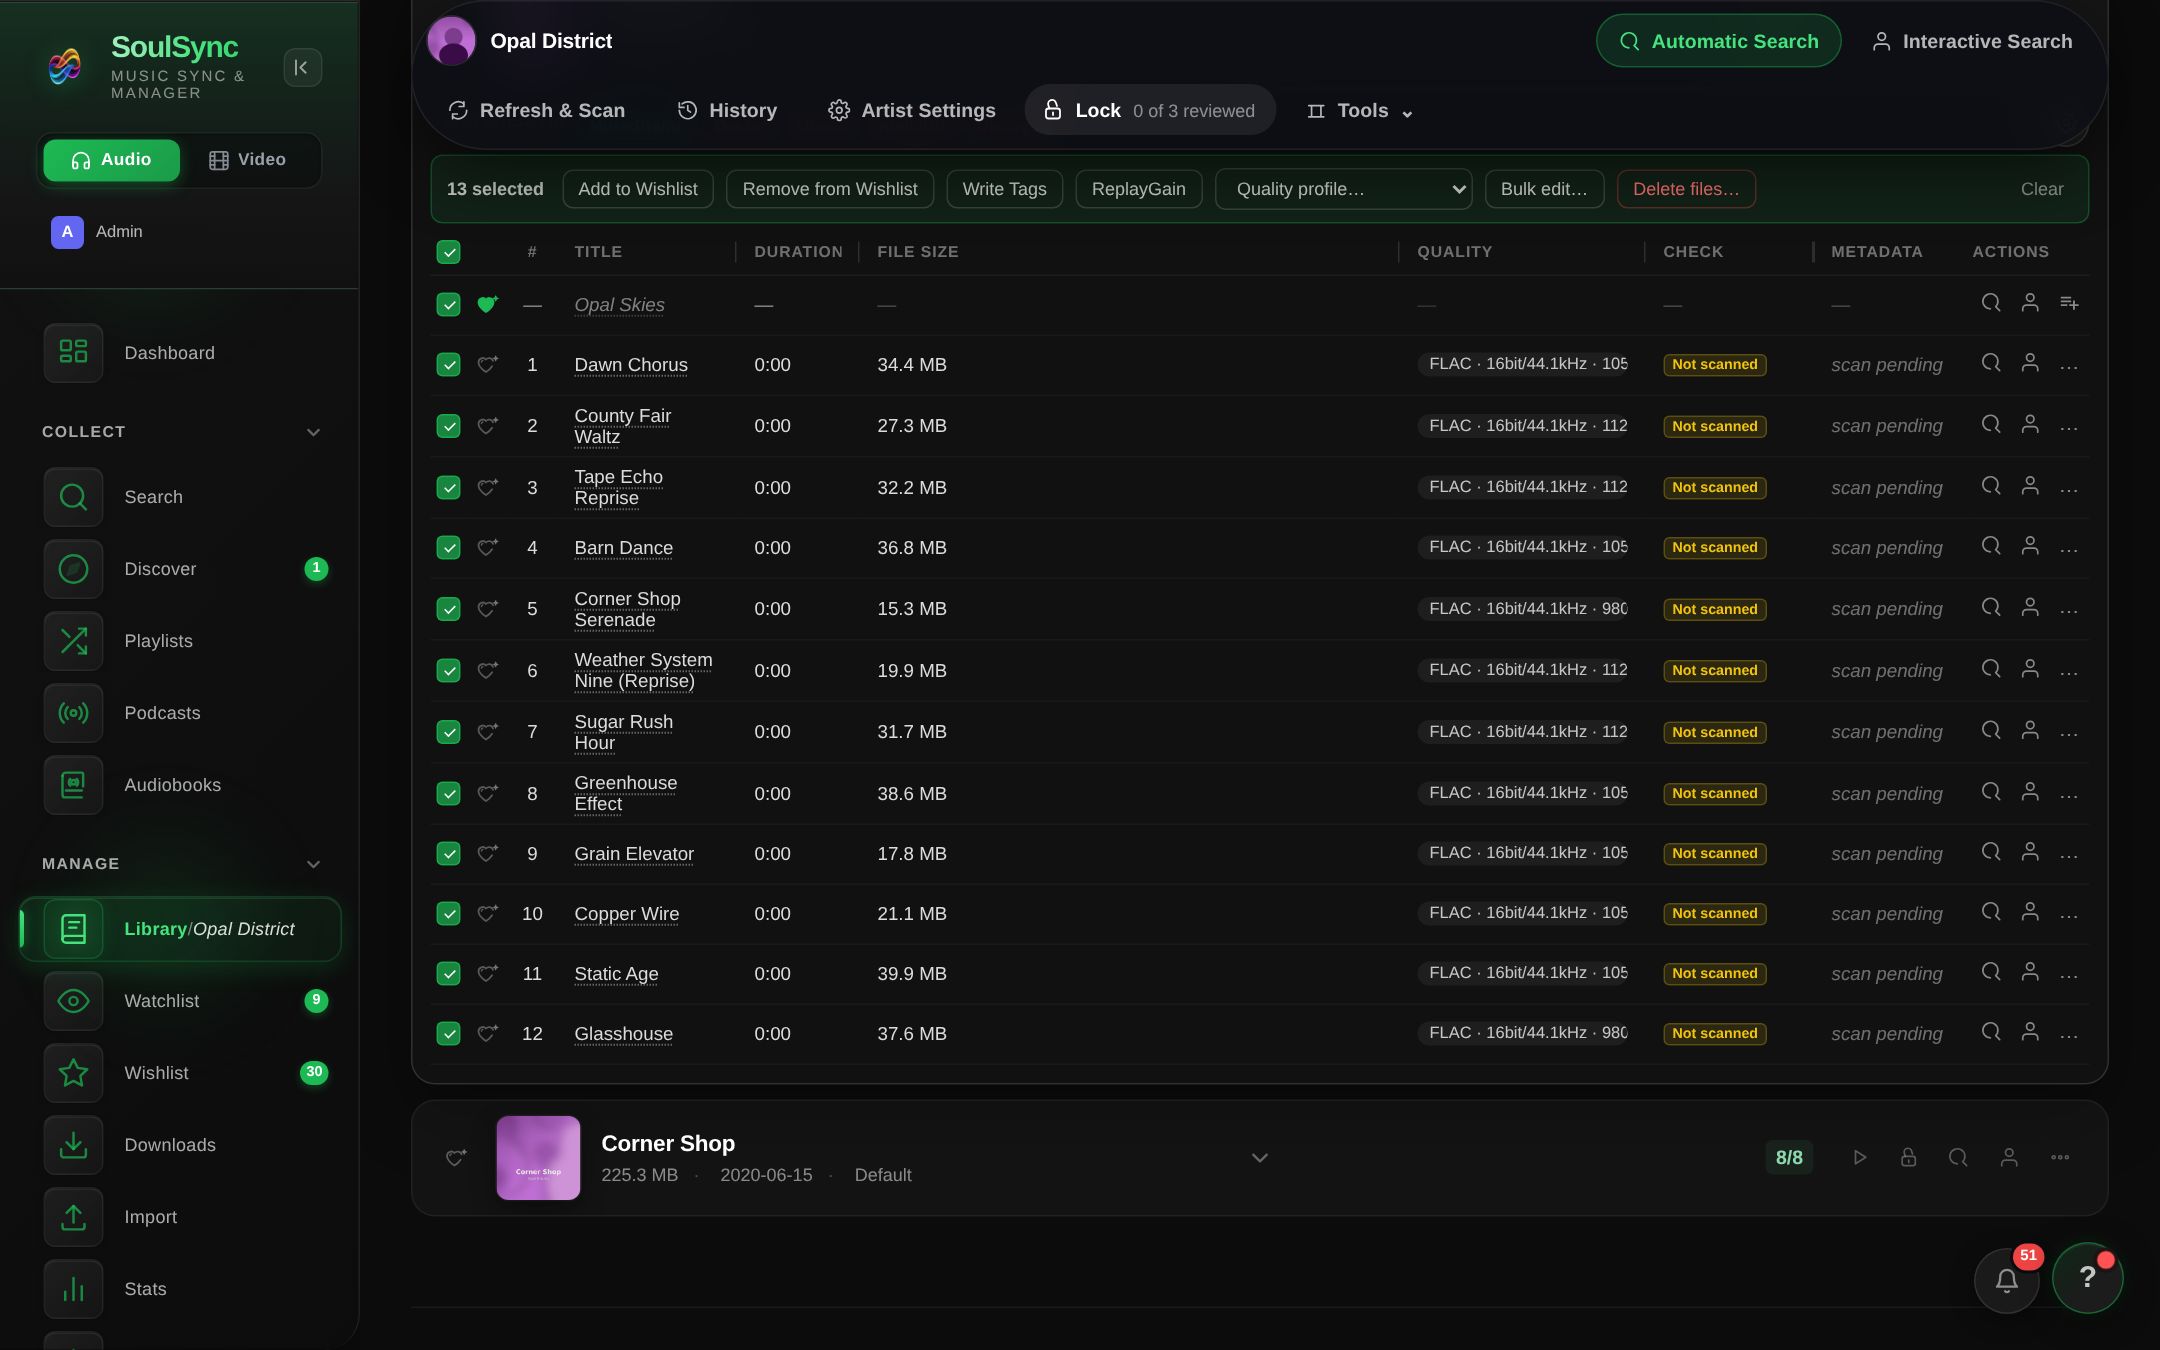 SoulSync
MUSIC SYNC &
MANAGER
Audio
Video
A
Admin
Dashboard
COLLECT
Search
Discover
1
Playlists
Podcasts
Audiobooks
MANAGE
Library/Opal District
Watchlist
9
Wishlist
30
Downloads
Import
Stats
Opal District
Automatic Search
Interactive Search
Refresh & Scan
History
Artist Settings
Lock 0 of 3 reviewed
Tools
13 selected
Add to Wishlist
Remove from Wishlist
Write Tags
ReplayGain
Quality profile…
Bulk edit…
Delete files…
Clear
# TITLE DURATION FILE SIZE QUALITY CHECK METADATA ACTIONS
— Opal Skies — — — — —
1 Dawn Chorus 0:00 34.4 MB FLAC · 16bit/44.1kHz · 105 Not scanned scan pending …
2 County Fair Waltz 0:00 27.3 MB FLAC · 16bit/44.1kHz · 112 Not scanned scan pending …
3 Tape Echo Reprise 0:00 32.2 MB FLAC · 16bit/44.1kHz · 112 Not scanned scan pending …
4 Barn Dance 0:00 36.8 MB FLAC · 16bit/44.1kHz · 105 Not scanned scan pending …
5 Corner Shop Serenade 0:00 15.3 MB FLAC · 16bit/44.1kHz · 980 Not scanned scan pending …
6 Weather System Nine (Reprise) 0:00 19.9 MB FLAC · 16bit/44.1kHz · 112 Not scanned scan pending …
7 Sugar Rush Hour 0:00 31.7 MB FLAC · 16bit/44.1kHz · 112 Not scanned scan pending …
8 Greenhouse Effect 0:00 38.6 MB FLAC · 16bit/44.1kHz · 105 Not scanned scan pending …
9 Grain Elevator 0:00 17.8 MB FLAC · 16bit/44.1kHz · 105 Not scanned scan pending …
10 Copper Wire 0:00 21.1 MB FLAC · 16bit/44.1kHz · 105 Not scanned scan pending …
11 Static Age 0:00 39.9 MB FLAC · 16bit/44.1kHz · 105 Not scanned scan pending …
12 Glasshouse 0:00 37.6 MB FLAC · 16bit/44.1kHz · 980 Not scanned scan pending …
Corner Shop
Corner Shop
225.3 MB · 2020-06-15 · Default
8/8
51
?